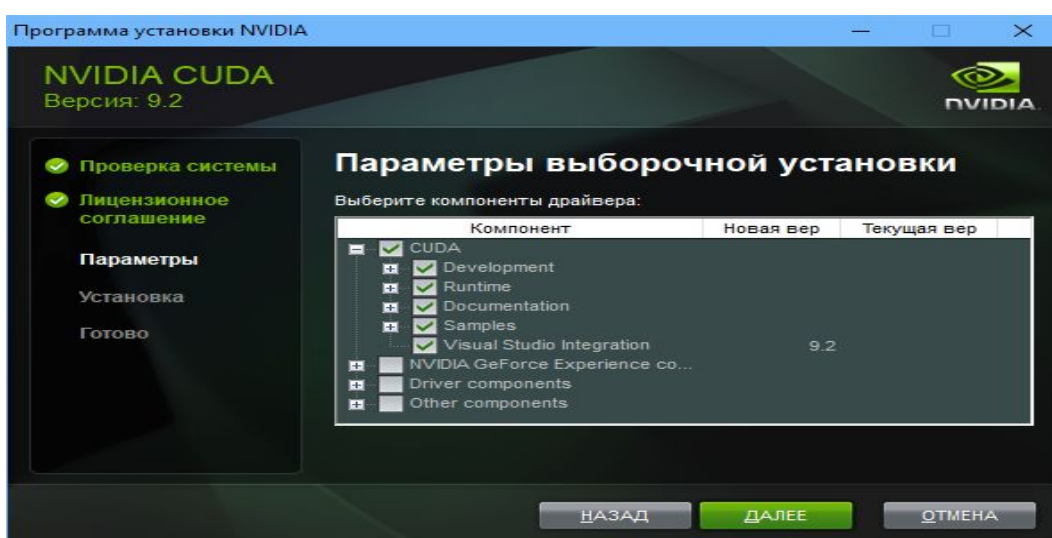 Программа установки NVIDIA
NVIDIA CUDA
Версия: 9.2
NVIDIA.
Проверка системы
Лицензионное
соглашение
Параметры
Установка
Готово
Параметры выборочной установки
Выберите компоненты драйвера:
Компонент Новая вер Текущая вер
CUDA
Development
Runtime
Documentation
Samples
Visual Studio Integration 9.2
NVIDIA GeForce Experience co...
Driver components
Other components
НАЗАД ДАЛЕЕ ОТМЕНА